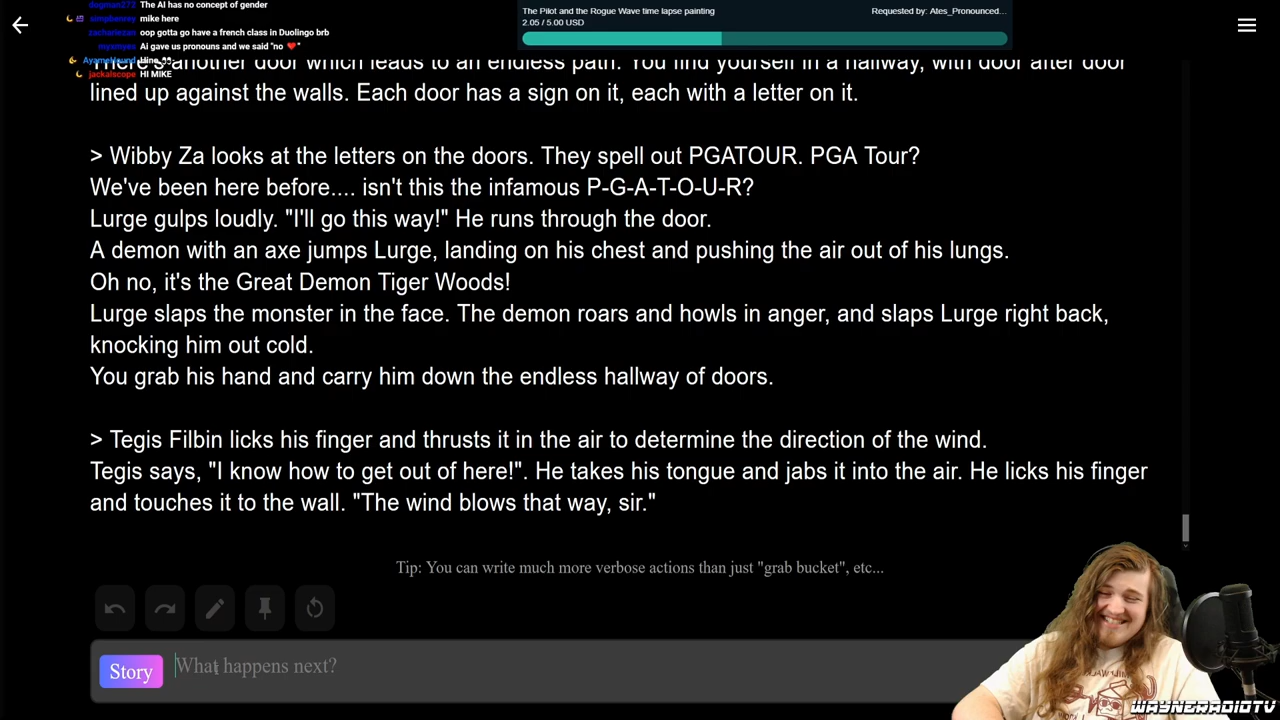 dugman272 The AI has no concept of gender
simpbenrey mike here
zachariezan oop gotta go have a french class in Duolingo brb
myxmyes Ai gave us pronouns and we said "no ❤"
AyameHound
jackalscope HI MIKE
The Pilot and the Rogue Wave time lapse painting
Requested by: Ates_Pronounced...
2.05 / 5.00 USD
another door which leads to an endless path. You find yourself in a hallway, with door after door
lined up against the walls. Each door has a sign on it, each with a letter on it.
> Wibby Za looks at the letters on the doors. They spell out PGATOUR. PGA Tour?
We've been here before.... isn't this the infamous P-G-A-T-O-U-R?
Lurge gulps loudly. "I'll go this way!" He runs through the door.
A demon with an axe jumps Lurge, landing on his chest and pushing the air out of his lungs.
Oh no, it's the Great Demon Tiger Woods!
Lurge slaps the monster in the face. The demon roars and howls in anger, and slaps Lurge right back,
knocking him out cold.
You grab his hand and carry him down the endless hallway of doors.
> Tegis Filbin licks his finger and thrusts it in the air to determine the direction of the wind.
Tegis says, "I know how to get out of here!". He takes his tongue and jabs it into the air. He licks his finger
and touches it to the wall. "The wind blows that way, sir."
Tip: You can write much more verbose actions than just "grab bucket", etc...
Story
What happens next?
WAYNERADIOTV